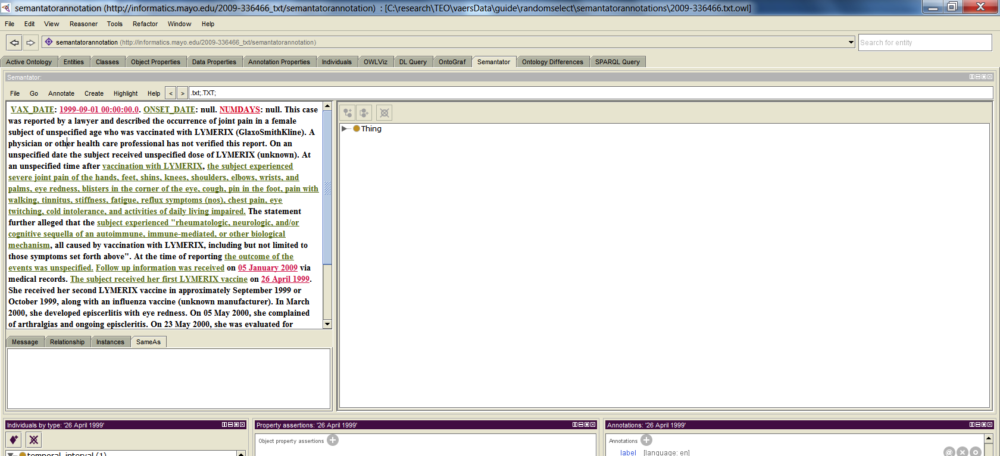 semantatorannotation (http://informatics.mayo.edu/2009-336466_txt/semantatorannotation) : [C:\research\TEO\vaersData\guide\randomselect\semantatorannotations\2009-336466.txt.owl]
File Edit View Reasoner Tools Refactor Window Help
semantatorannotation (http://informatics.mayo.edu/2009-336466_txt/semantatorannotation)
Search for entity
Active Ontology Entities Classes Object Properties Data Properties Annotation Properties Individuals OWLViz DL Query OntoGraf Semantator Ontology Differences SPARQL Query
Semantator:
File Go Annotate Create Highlight Help < > .txt;.TXT;
VAX_DATE: 1999-09-01 00:00:00.0. ONSET_DATE: null. NUMDAYS: null. This case
was reported by a lawyer and described the occurrence of joint pain in a female
subject of unspecified age who was vaccinated with LYMERIX (GlaxoSmithKline). A
physician or other health care professional has not verified this report. On an
unspecified date the subject received unspecified dose of LYMERIX (unknown). At
an unspecified time after vaccination with LYMERIX, the subject experienced
severe joint pain of the hands, feet, shins, knees, shoulders, elbows, wrists, and
palms, eye redness, blisters in the corner of the eye, cough, pin in the foot, pain with
walking, tinnitus, stiffness, fatigue, reflux symptoms (nos), chest pain, eye
twitching, cold intolerance, and activities of daily living impaired. The statement
further alleged that the subject experienced "rheumatologic, neurologic, and/or
cognitive sequella of an autoimmune, immune-mediated, or other biological
mechanism, all caused by vaccination with LYMERIX, including but not limited to
those symptoms set forth above". At the time of reporting the outcome of the
events was unspecified. Follow up information was received on 05 January 2009 via
medical records. The subject received her first LYMERIX vaccine on 26 April 1999.
She received her second LYMERIX vaccine in approximately September 1999 or
October 1999, along with an influenza vaccine (unknown manufacturer). In March
2000, she developed episcerlitis with eye redness. On 05 May 2000, she complained
of arthralgias and ongoing episcleritis. On 23 May 2000, she was evaluated for
Thing
Message Relationship Instances SameAs
Individuals by type: '26 April 1999'
temporal_interval (1)
Property assertions: '26 April 1999'
Object property assertions
Annotations: '26 April 1999'
Annotations
label [language: en]